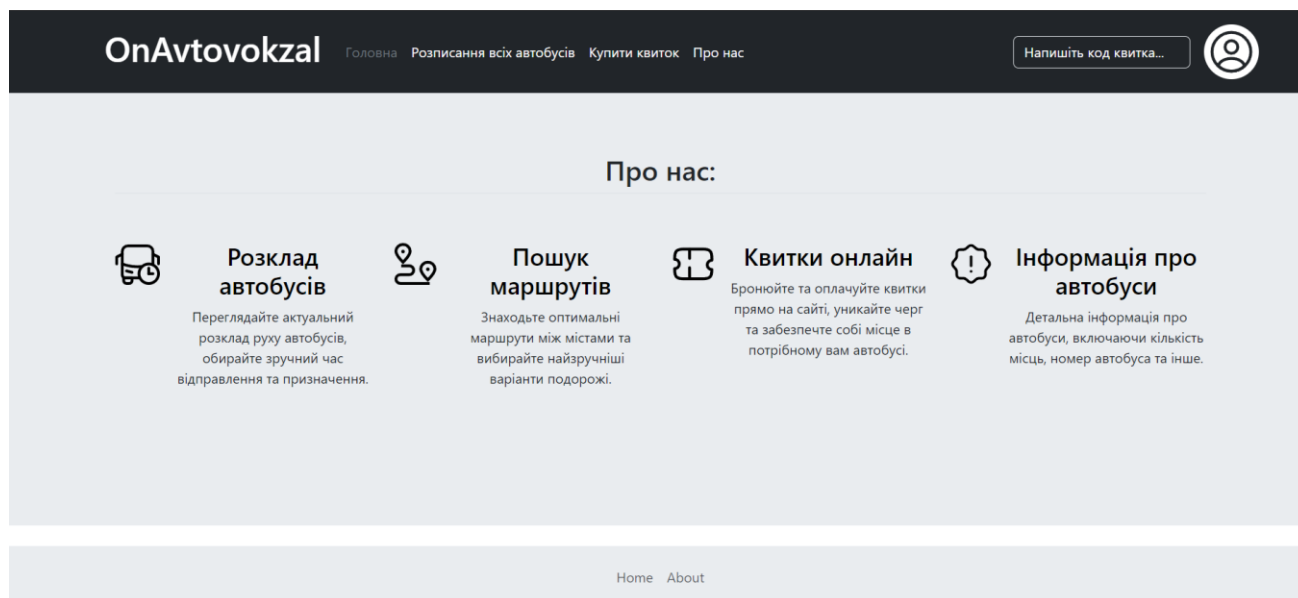 OnAvtovokzal Головна Розписання всіх автобусів Купити квиток Про нас Напишіть код квитка...
Про нас:
Розклад
автобусів
Переглядайте актуальний
розклад руху автобусів,
обирайте зручний час
відправлення та призначення.
Пошук
маршрутів
Знаходьте оптимальні
маршрути між містами та
вибирайте найзручніші
варіанти подорожі.
Квитки онлайн
Бронюйте та оплачуйте квитки
прямо на сайті, уникайте черг
та забезпечте собі місце в
потрібному вам автобусі.
Інформація про
автобуси
Детальна інформація про
автобуси, включаючи кількість
місць, номер автобуса та інше.
Home About